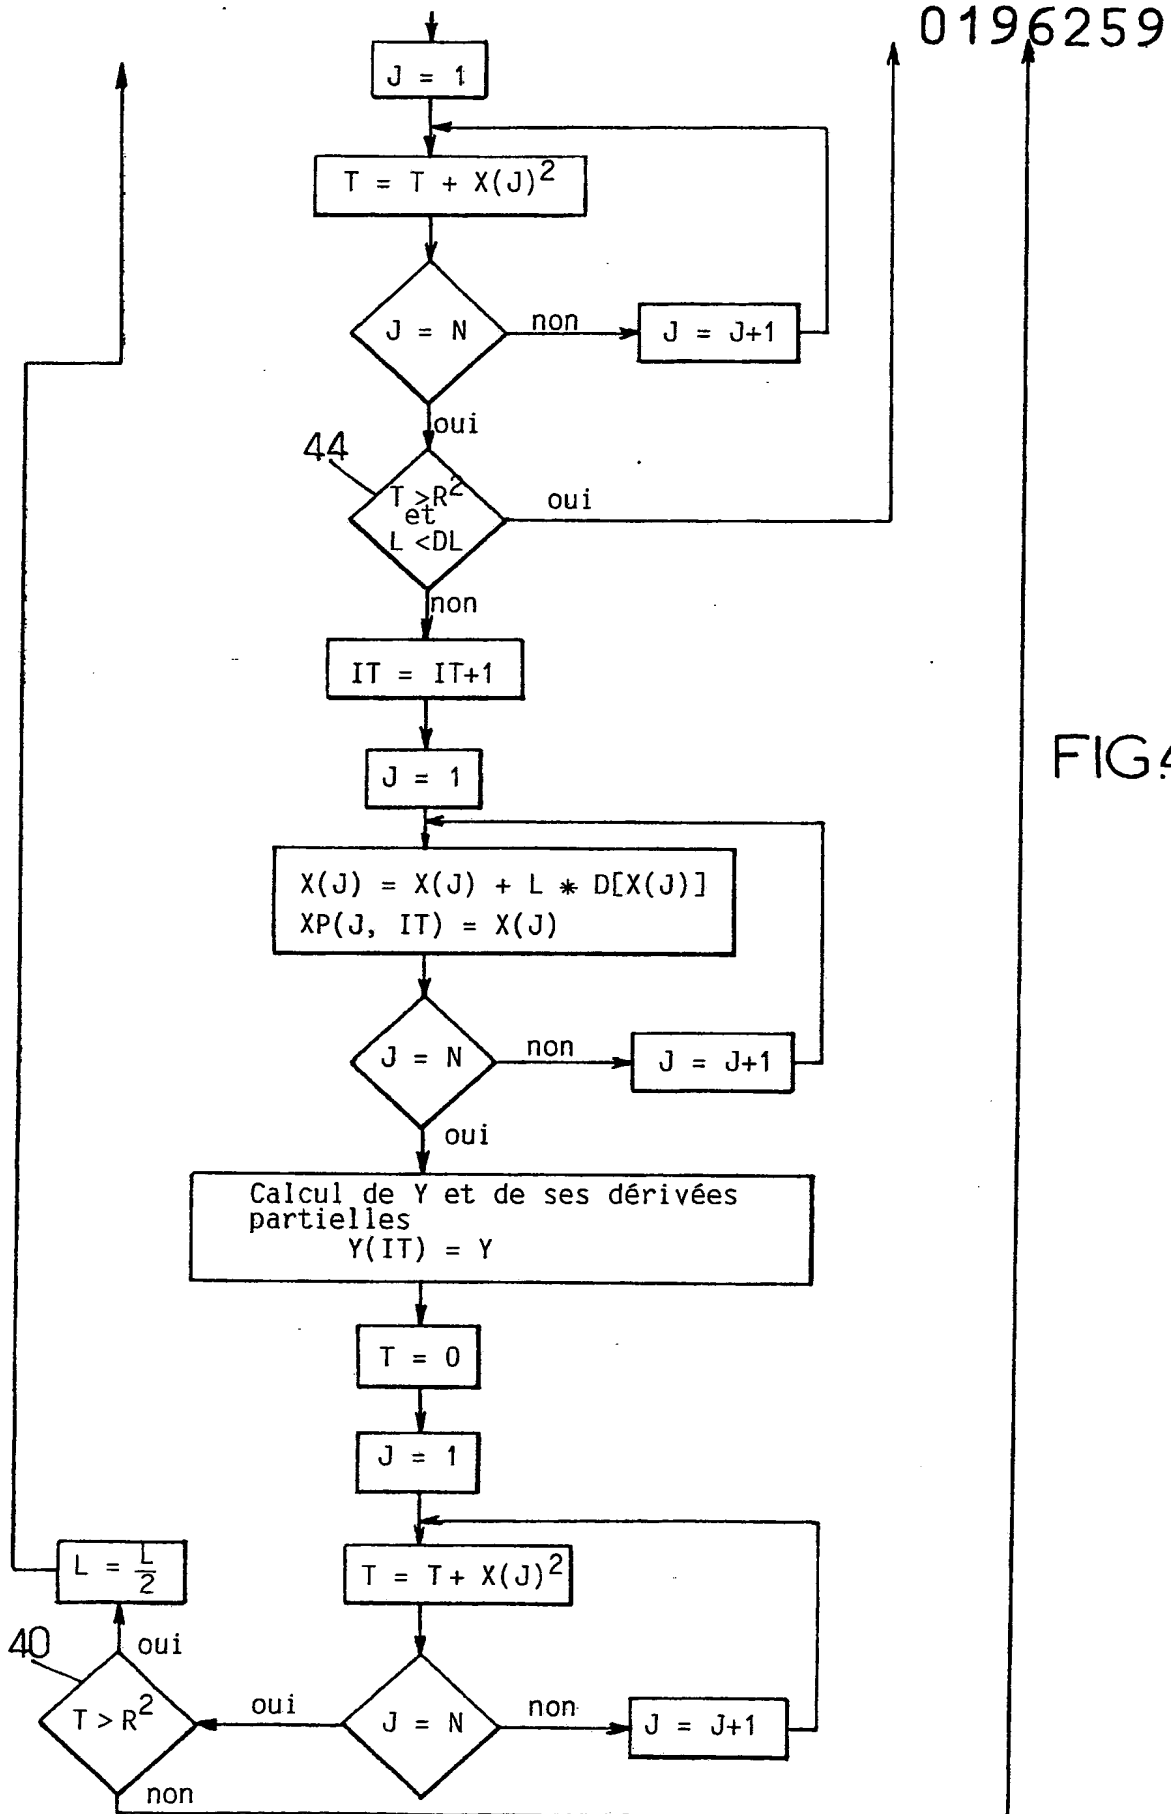 0196259
J = 1
T = T + X(J)²
J = N
non
J = J+1
oui
44
T >R²
et
L <DL
oui
non
IT = IT+1
J = 1
FIG.4
X(J) = X(J) + L * D[X(J)]
XP(J, IT) = X(J)
J = N
non
J = J+1
oui
Calcul de Y et de ses dérivées
partielles
Y(IT) = Y
T = 0
J = 1
L = L/2
T = T+ X(J)²
40
oui
T > R²
oui
J = N
non
J = J+1
non